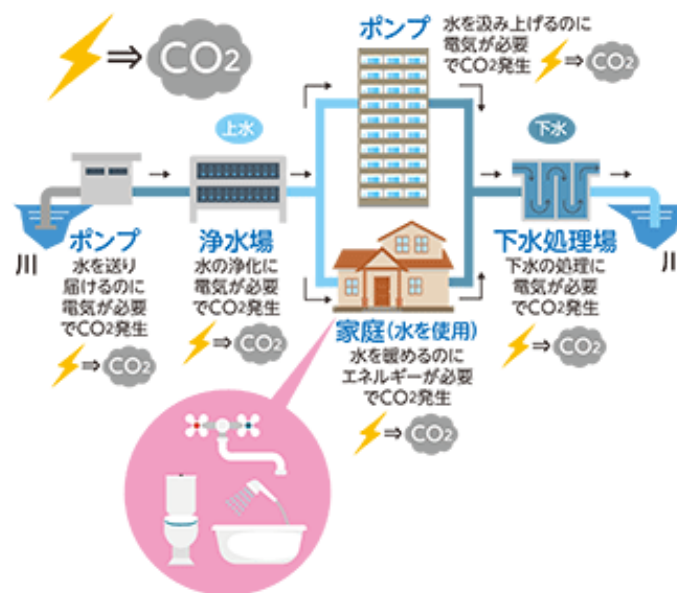 CO2
ポンプ
水を汲み上げるのに
電気が必要
でCO2発生
CO2
上水
下水
川
ポンプ
水を送り
届けるのに
電気が必要
でCO2発生
CO2
浄水場
水の浄化に
電気が必要
でCO2発生
CO2
家庭(水を使用)
水を暖めるのに
エネルギーが必要
でCO2発生
CO2
下水処理場
下水の処理に
電気が必要
でCO2発生
CO2
川